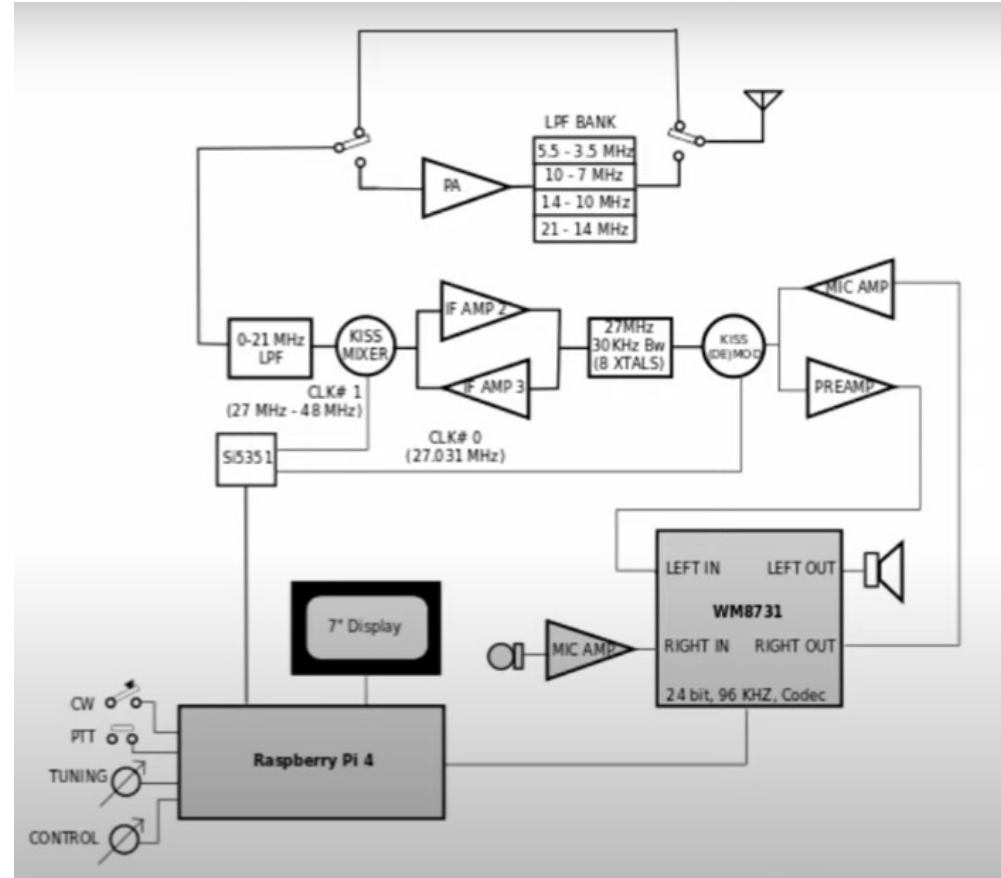 LPF BANK
5.5 - 3.5 MHz
10 - 7 MHz
14 - 10 MHz
21 - 14 MHz
PA
MIC AMP
IF AMP 2
0-21 MHz
LPF
KISS
MIXER
27MHz
30KHz Bw
(8 XTALS)
KISS
(DE)MOD
IF AMP 3
PREAMP
CLK# 1
(27 MHz - 48 MHz)
CLK# 0
(27.031 MHz)
Si5351
LEFT IN
LEFT OUT
WM8731
7" Display
MIC AMP
RIGHT IN
RIGHT OUT
24 bit, 96 KHZ, Codec
CW
PTT
Raspberry Pi 4
TUNING
CONTROL